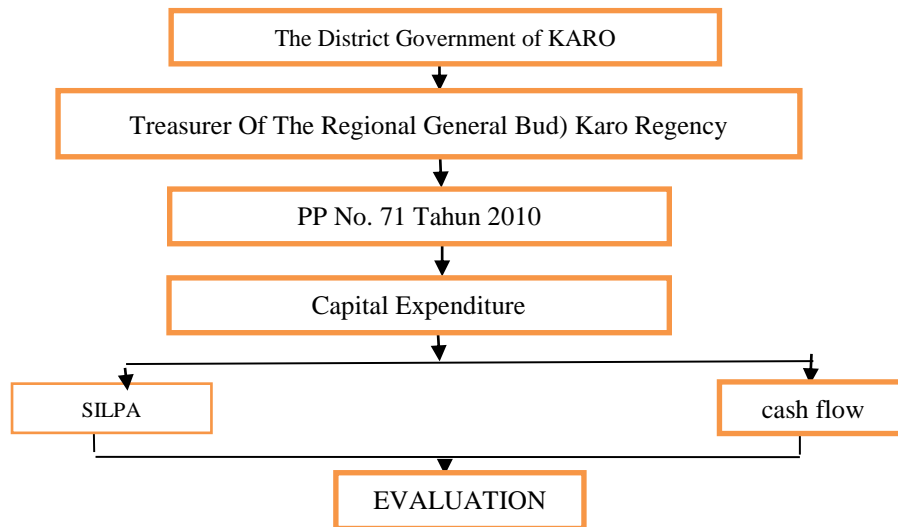 The District Government of KARO
Treasurer Of The Regional General Bud) Karo Regency
PP No. 71 Tahun 2010
Capital Expenditure
SILPA
cash flow
EVALUATION